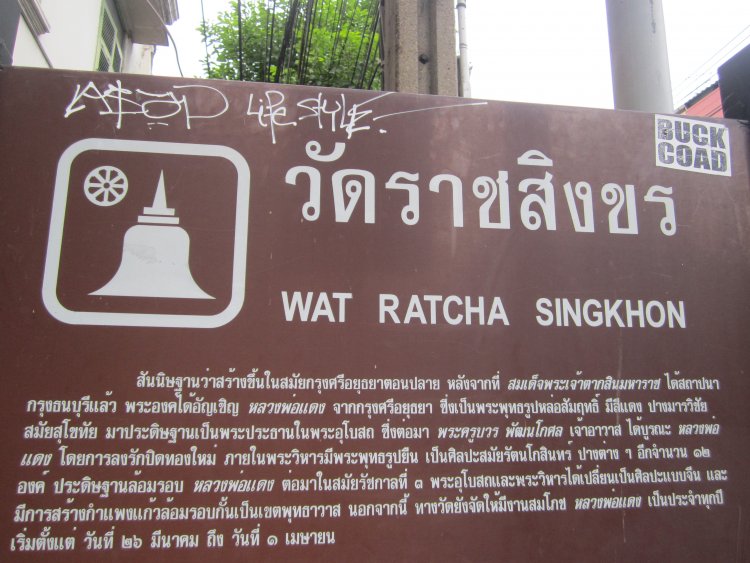 ASAP LIFE STYLE
BUCK
COAD
วัดราชสิงขร
WAT RATCHA SINGKHON
สันนิษฐานว่าสร้างขึ้นในสมัยกรุงศรีอยุธยาตอนปลาย หลังจากที่ สมเด็จพระเจ้าตากสินมหาราช ได้สถาปนา
กรุงธนบุรีแล้ว พระองค์ได้อัญเชิญ หลวงพ่อแดง จากกรุงศรีอยุธยา ซึ่งเป็นพระพุทธรูปหล่อสัมฤทธิ์ มีสีแดง ปางมารวิชัย
สมัยสุโขทัย มาประดิษฐานเป็นพระประธานในพระอุโบสถ ซึ่งต่อมา พระครูบวร พัฒนโกศล เจ้าอาวาส ได้บูรณะ หลวงพ่อ
แดง โดยการลงรักปิดทองใหม่ ภายในพระวิหารมีพระพุทธรูปยืน เป็นศิลปะสมัยรัตนโกสินทร์ ปางต่าง ๆ อีกจำนวน ๑๒
องค์ ประดิษฐานล้อมรอบ หลวงพ่อแดง ต่อมาในสมัยรัชกาลที่ ๓ พระอุโบสถและพระวิหารได้เปลี่ยนเป็นศิลปะแบบจีน และ
มีการสร้างกำแพงแก้วล้อมรอบกั้นเป็นเขตพุทธาวาส นอกจากนี้ ทางวัดยังจัดให้มีงานสมโภช หลวงพ่อแดง เป็นประจำทุกปี
เริ่มตั้งแต่ วันที่ ๒๖ มีนาคม ถึง วันที่ ๑ เมษายน